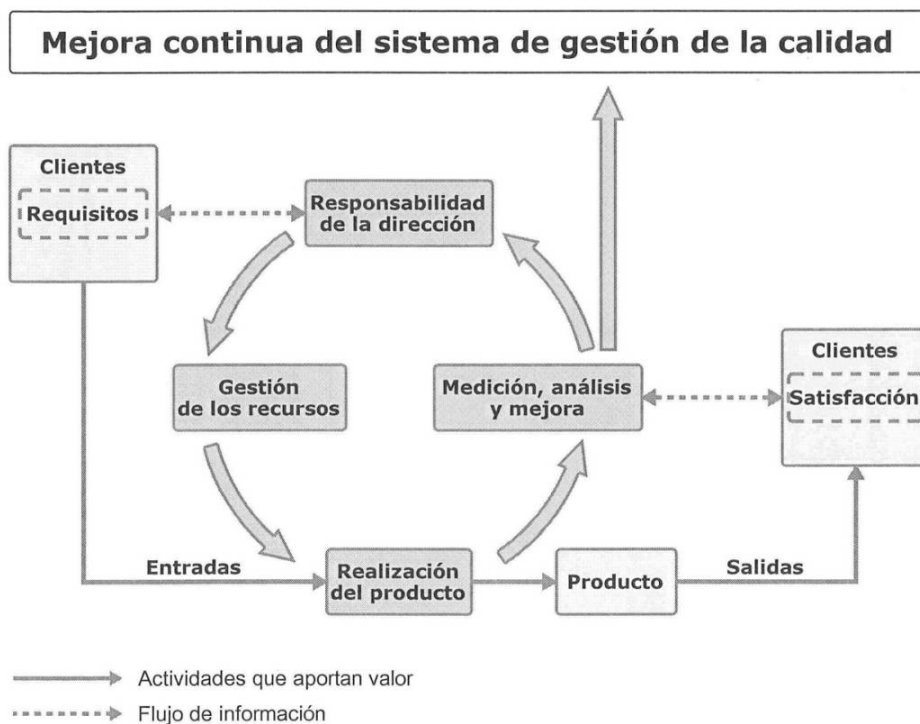 Mejora continua del sistema de gestión de la calidad
Clientes
Requisitos
Responsabilidad
de la dirección
Gestión
de los recursos
Medición, análisis
y mejora
Clientes
Satisfacción
Entradas
Realización
del producto
Producto
Salidas
Actividades que aportan valor
Flujo de información